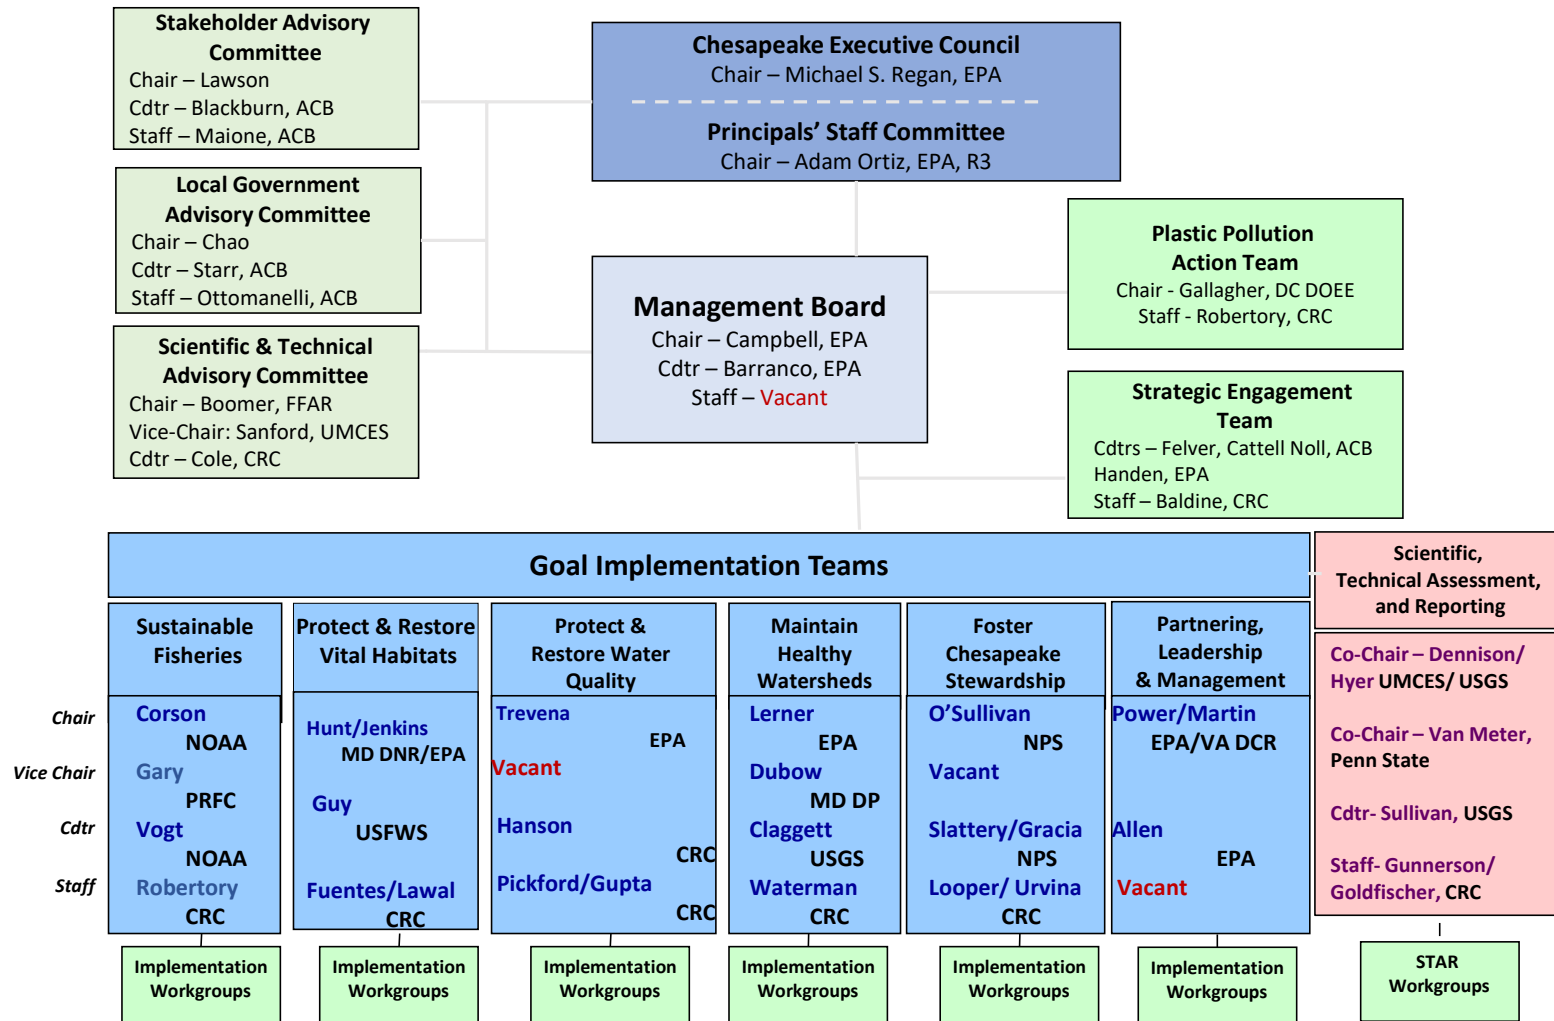 Stakeholder Advisory
Committee
Chair – Lawson
Cdtr – Blackburn, ACB
Staff – Maione, ACB
Chesapeake Executive Council
Chair – Michael S. Regan, EPA
Principals’ Staff Committee
Chair – Adam Ortiz, EPA, R3
Local Government
Advisory Committee
Chair – Chao
Cdtr – Starr, ACB
Staff – Ottomanelli, ACB
Scientific & Technical
Advisory Committee
Chair – Boomer, FFAR
Vice-Chair: Sanford, UMCES
Cdtr – Cole, CRC
Management Board
Chair – Campbell, EPA
Cdtr – Barranco, EPA
Staff – Vacant
Plastic Pollution
Action Team
Chair - Gallagher, DC DOEE
Staff - Robertory, CRC
Strategic Engagement
Team
Cdtrs – Felver, Cattell Noll, ACB
Handen, EPA
Staff – Baldine, CRC
Goal Implementation Teams
Scientific,
Technical Assessment,
and Reporting
Sustainable
Fisheries
Protect & Restore
Vital Habitats
Protect &
Restore Water
Quality
Maintain
Healthy
Watersheds
Foster
Chesapeake
Stewardship
Partnering,
Leadership
& Management
Chair
Vice Chair
Cdtr
Staff
Corson
NOAA
Gary
PRFC
Vogt
NOAA
Robertory
CRC
Hunt/Jenkins
MD DNR/EPA
Guy
USFWS
Fuentes/Lawal
CRC
Trevena
EPA
Vacant
Hanson
CRC
Pickford/Gupta
CRC
Lerner
EPA
Dubow
MD DP
Claggett
USGS
Waterman
CRC
O’Sullivan
NPS
Vacant
Slattery/Gracia
NPS
Looper/ Urvina
CRC
Power/Martin
EPA/VA DCR
Allen
EPA
Vacant
Co-Chair – Dennison/
Hyer UMCES/ USGS
Co-Chair – Van Meter,
Penn State
Cdtr- Sullivan, USGS
Staff- Gunnerson/
Goldfischer, CRC
Implementation
Workgroups
Implementation
Workgroups
Implementation
Workgroups
Implementation
Workgroups
Implementation
Workgroups
Implementation
Workgroups
STAR
Workgroups